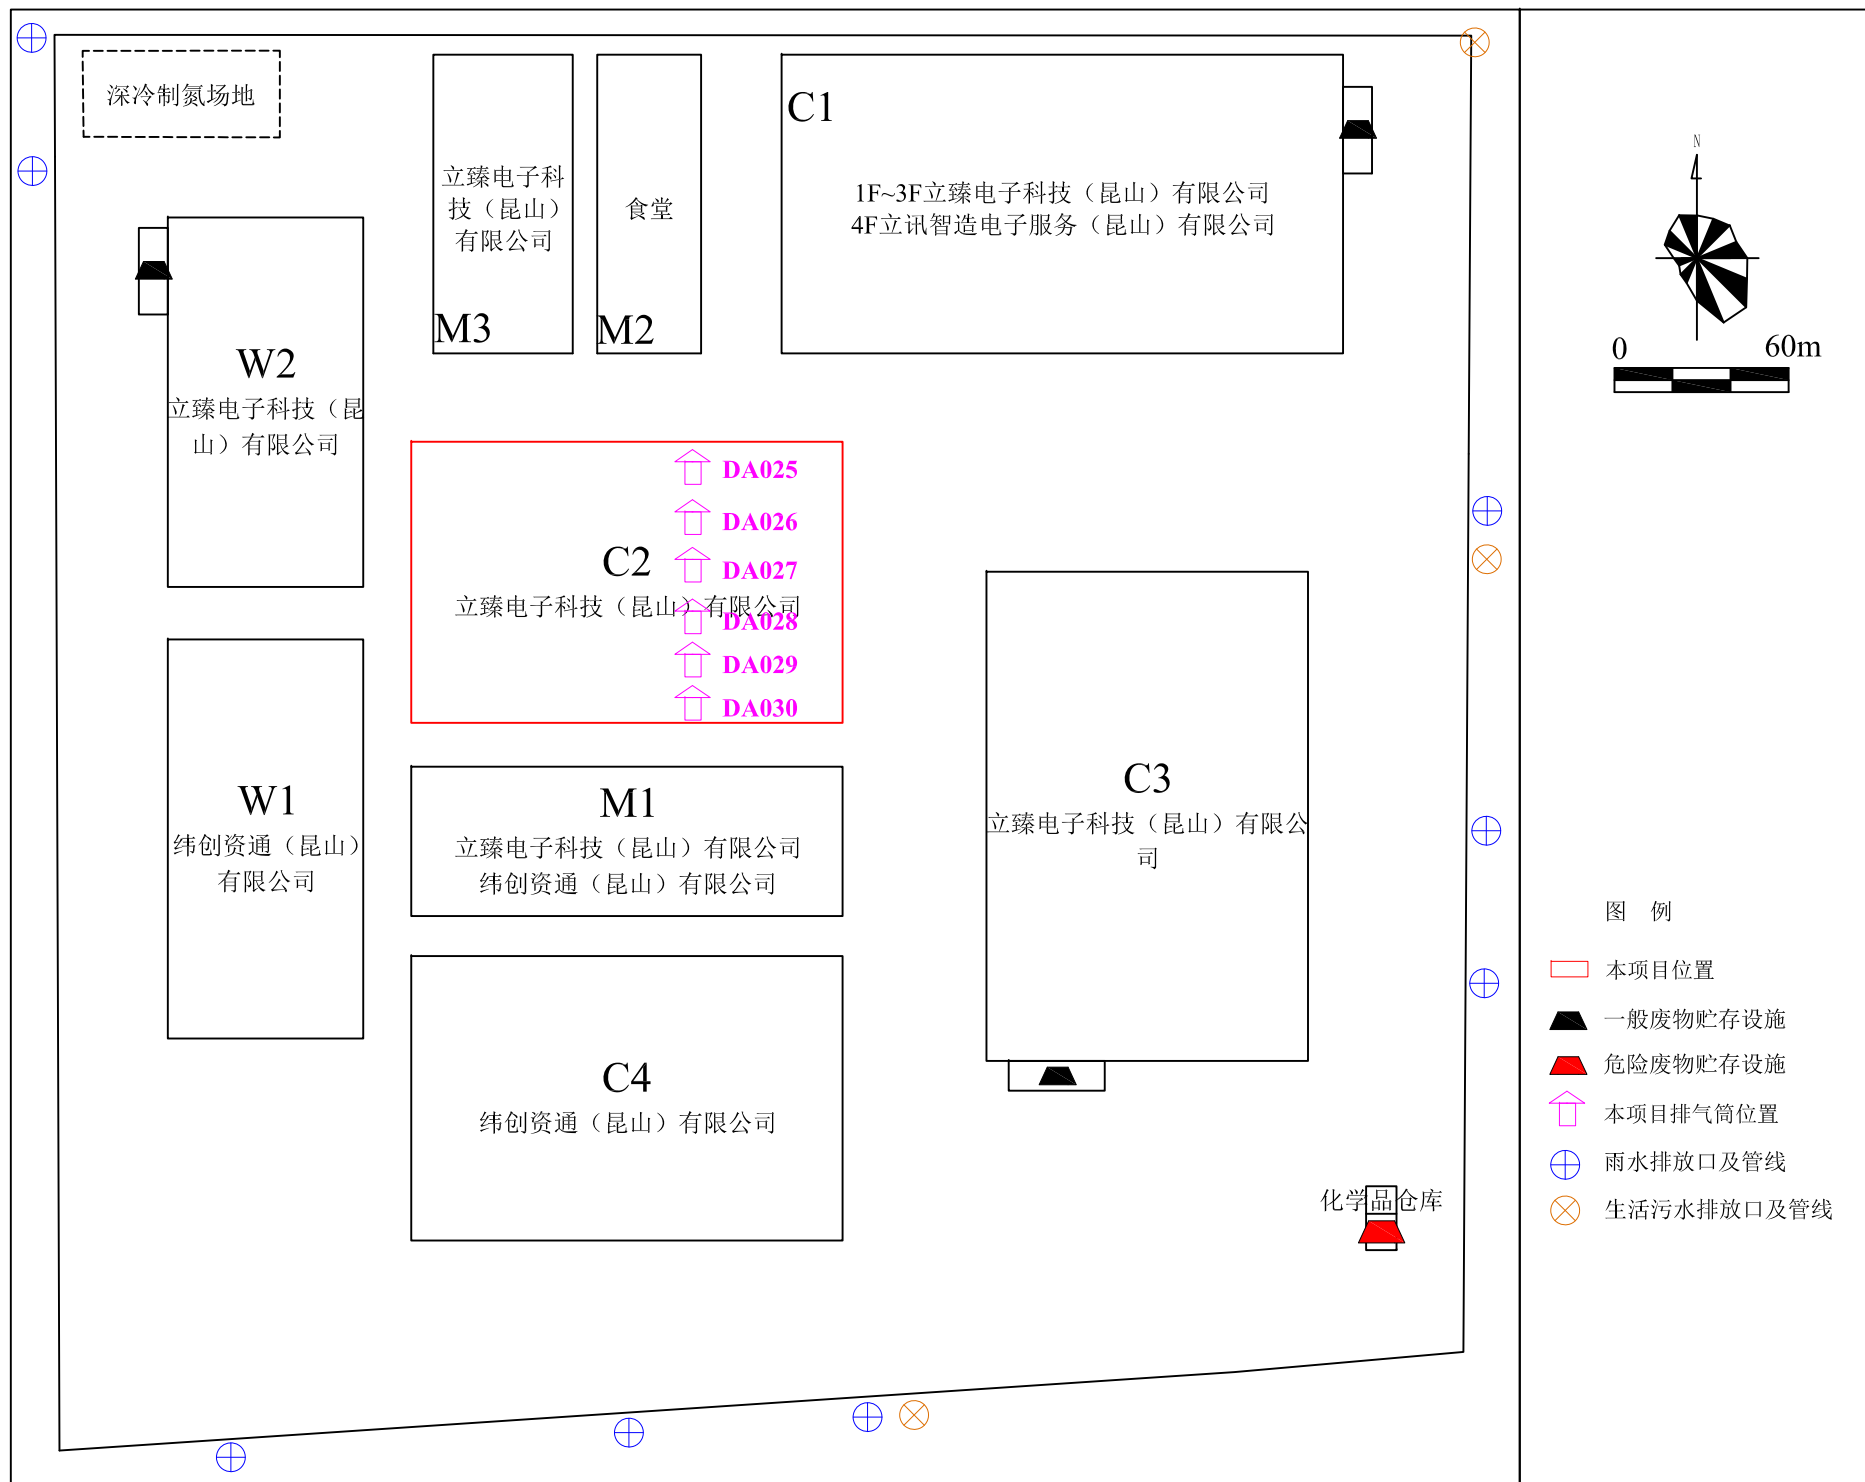 深冷制氮场地
C1
立臻电子科
技（昆山）
有限公司
M3
食堂
M2
1F~3F立臻电子科技（昆山）有限公司
4F立讯智造电子服务（昆山）有限公司
N
0
60m
W2
立臻电子科技（昆
山）有限公司
DA025
DA026
C2
DA027
立臻电子科技（昆山）有限公司
DA028
DA029
DA030
W1
纬创资通（昆山）
有限公司
M1
立臻电子科技（昆山）有限公司
纬创资通（昆山）有限公司
C3
立臻电子科技（昆山）有限公
司
C4
纬创资通（昆山）有限公司
化学品仓库
图 例
本项目位置
一般废物贮存设施
危险废物贮存设施
本项目排气筒位置
雨水排放口及管线
生活污水排放口及管线